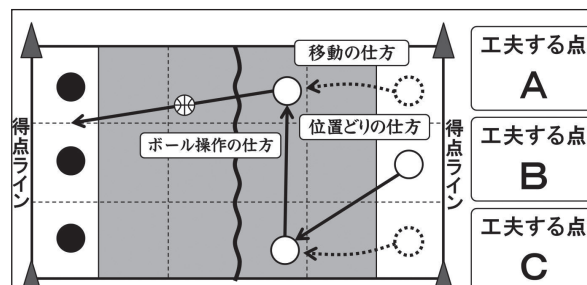 移動の仕方
工夫する点
A
得点ライン
ボール操作の仕方
位置どりの仕方
得点ライン
工夫する点
B
工夫する点
C